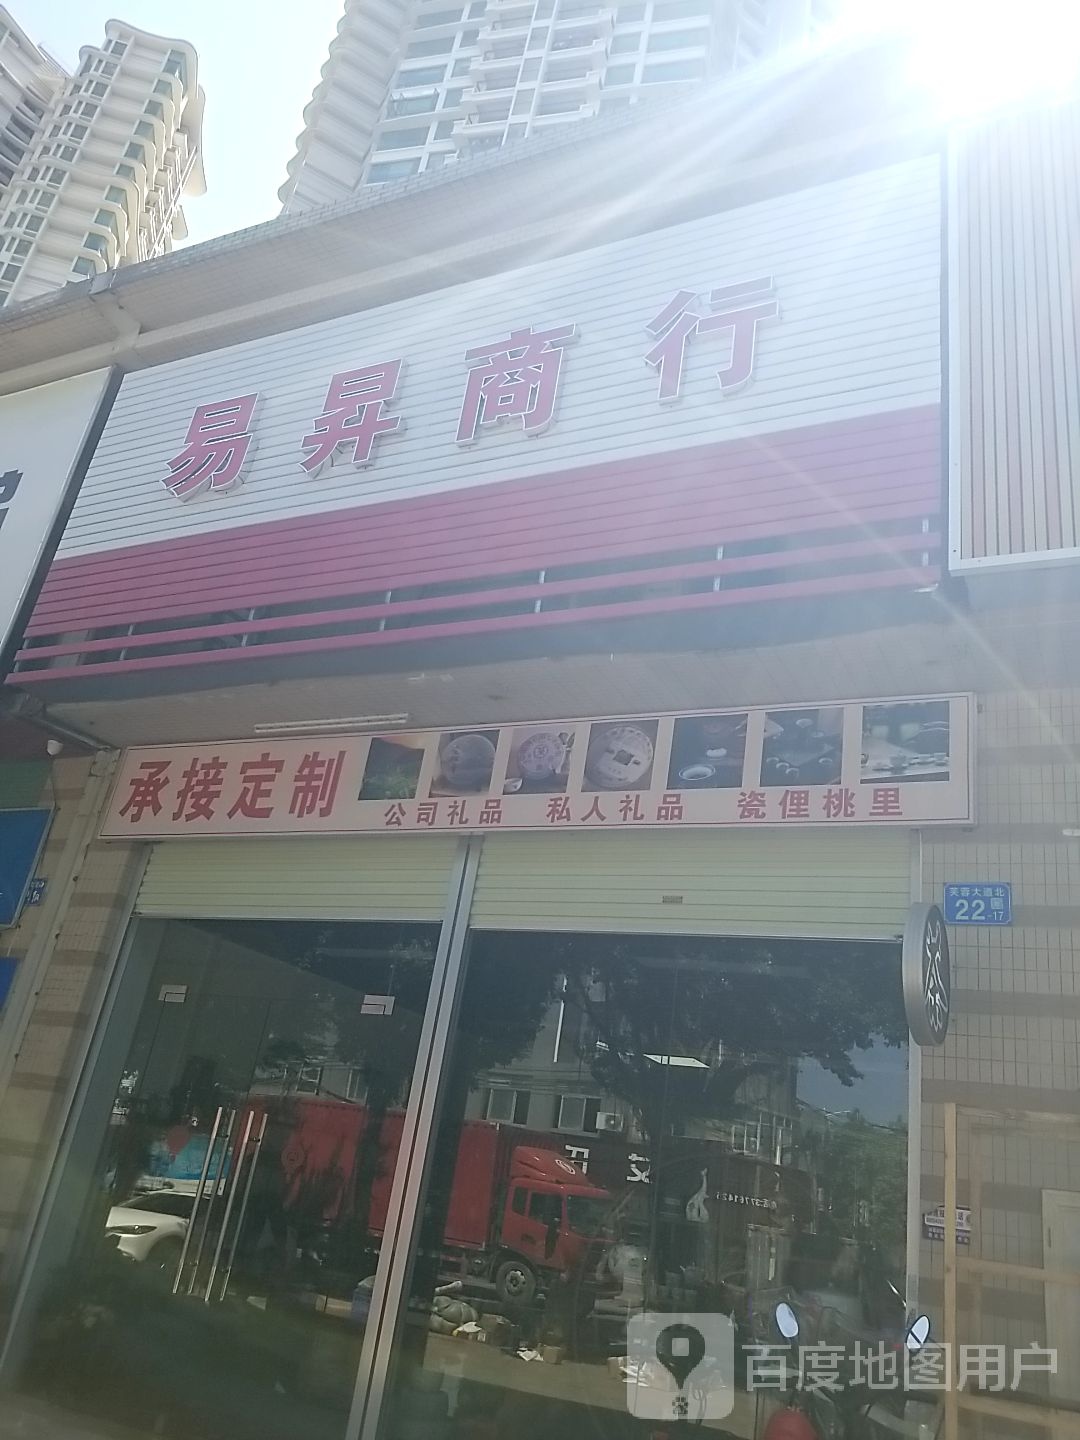 易昇商行
承接定制
公司礼品 私人礼品 瓷俚桃里
芙蓉大道北
22 -17
百度地图用户